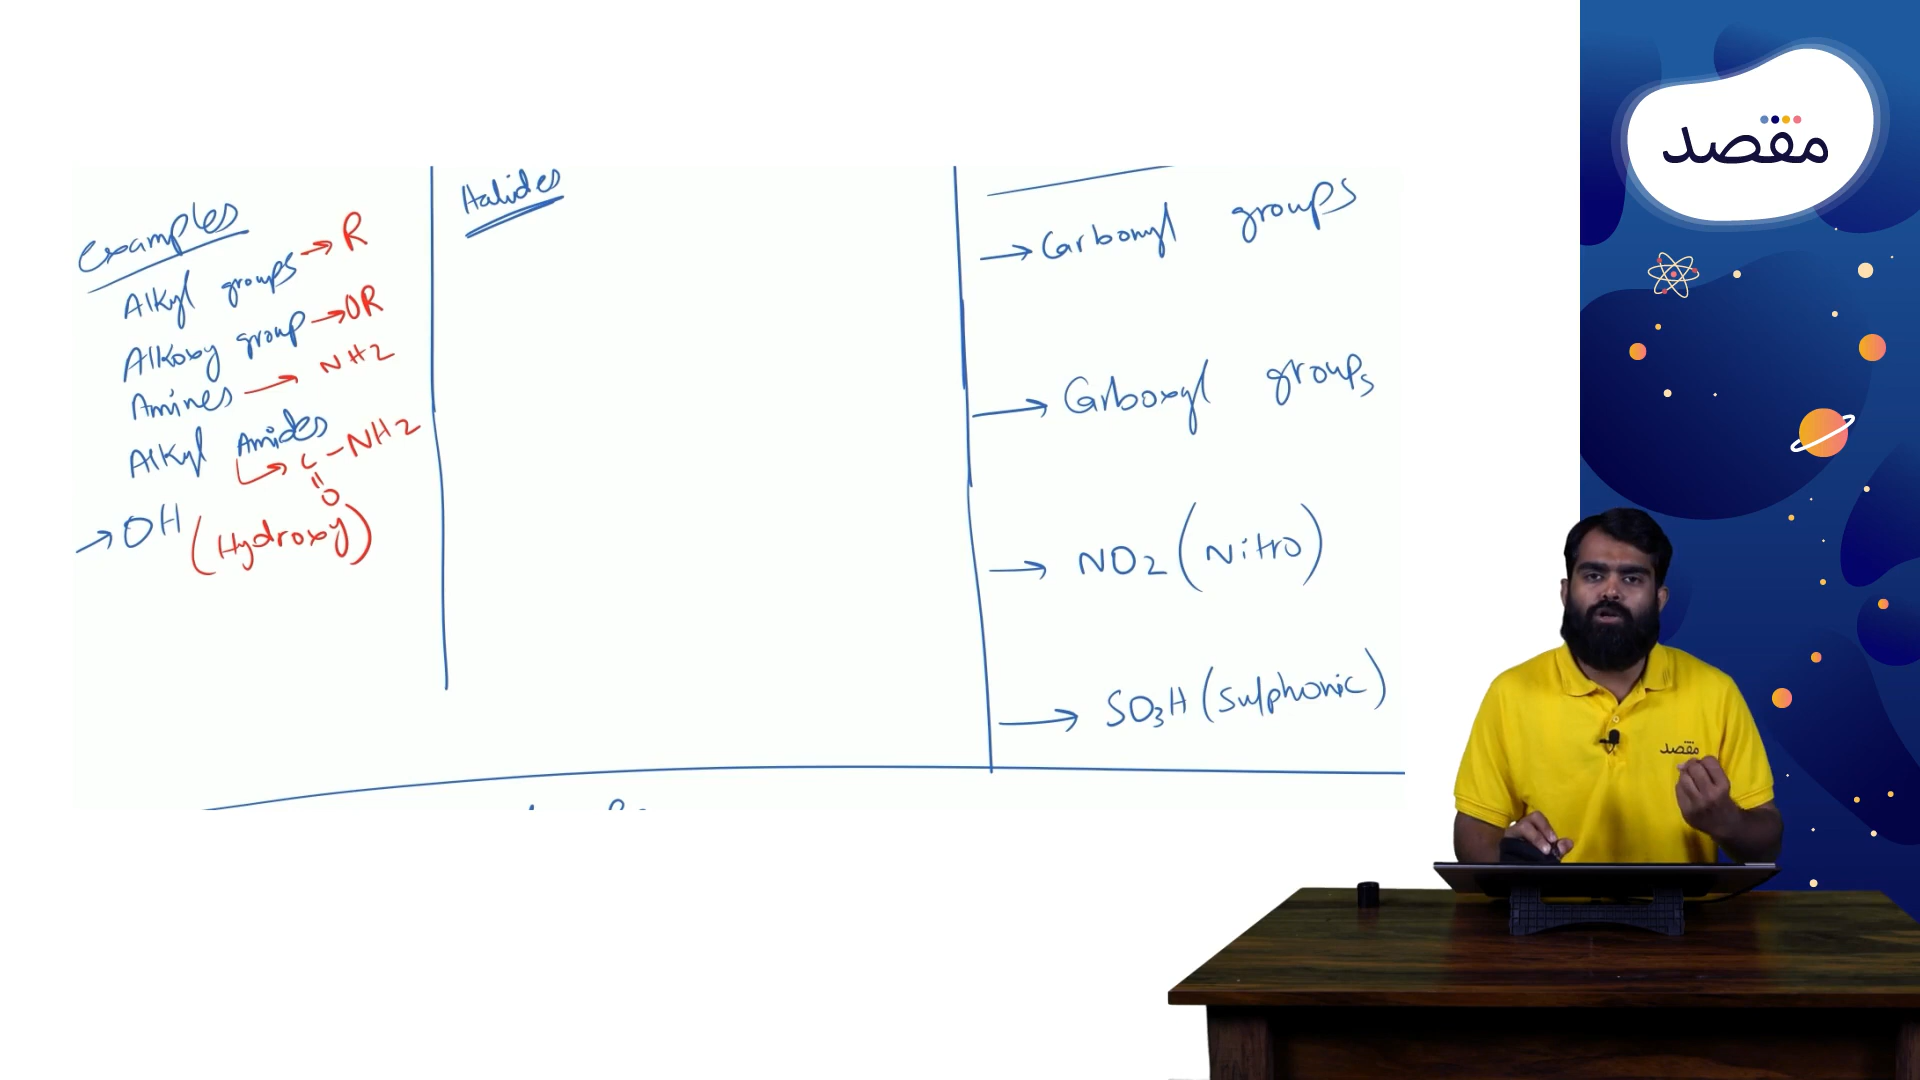 Examples
Alkyl groups → R
Alkoxy group → OR
Amines → NH2
Alkyl Amides
↳ C - NH2
=
O
→ OH (Hydroxy)
Halides
→ Carbonyl groups
→ Carboxyl groups
→ NO2 (Nitro)
→ SO3H (Sulphonic)
مقصد
مقصد